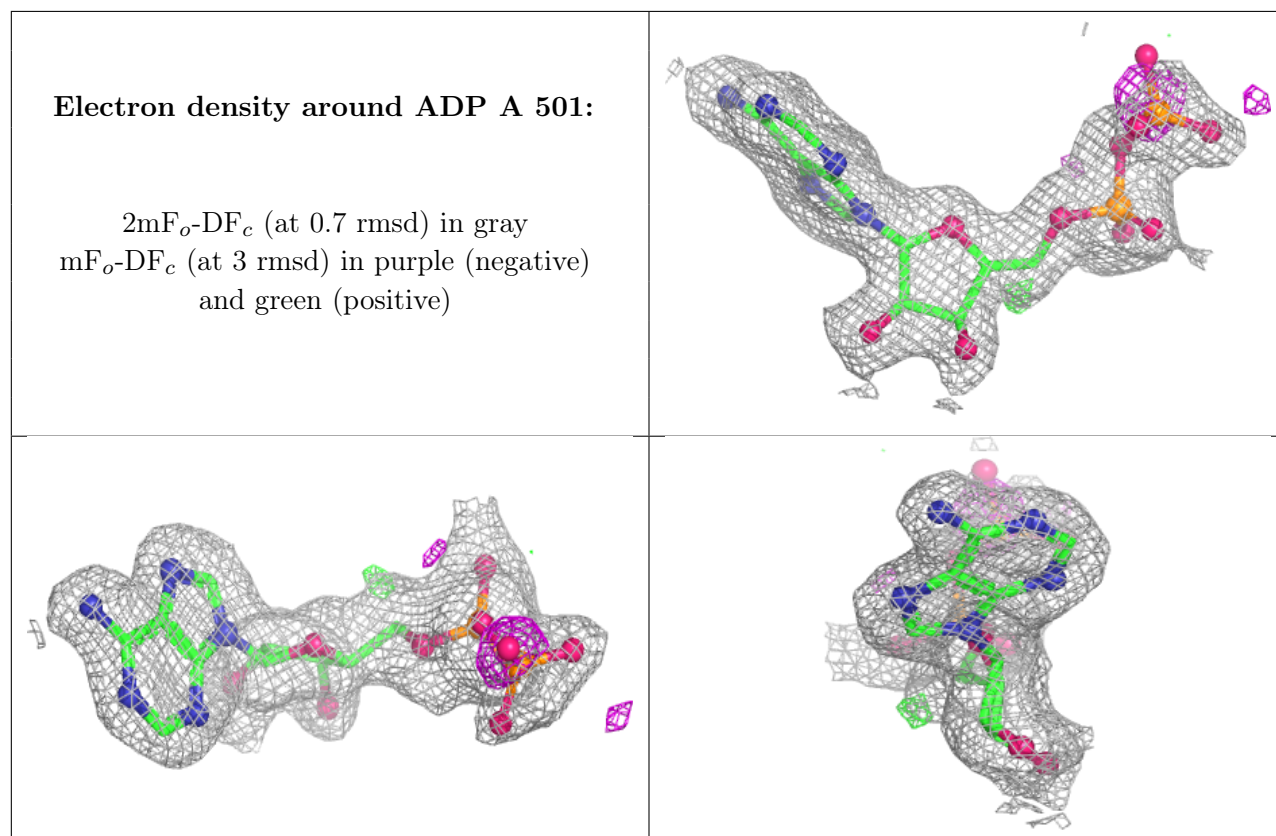 Electron density around ADP A 501:
2mFo-DFc (at 0.7 rmsd) in gray
mFo-DFc (at 3 rmsd) in purple (negative)
and green (positive)